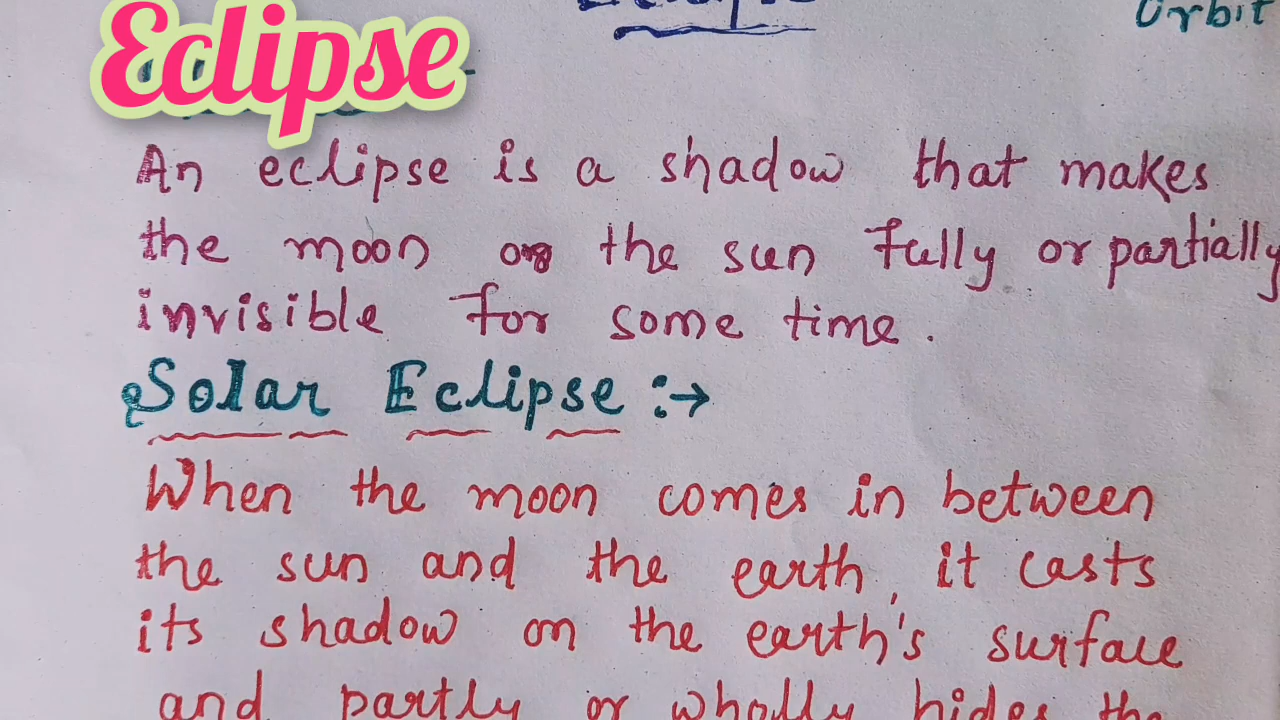 Eclipse
Eclipse
Orbit
An eclipse is a shadow that makes
the moon or the sun fully or partially
invisible for some time.
Solar Eclipse :→
When the moon comes in between
the sun and the earth, it casts
its shadow on the earth's surface
and partly or wholly hides the